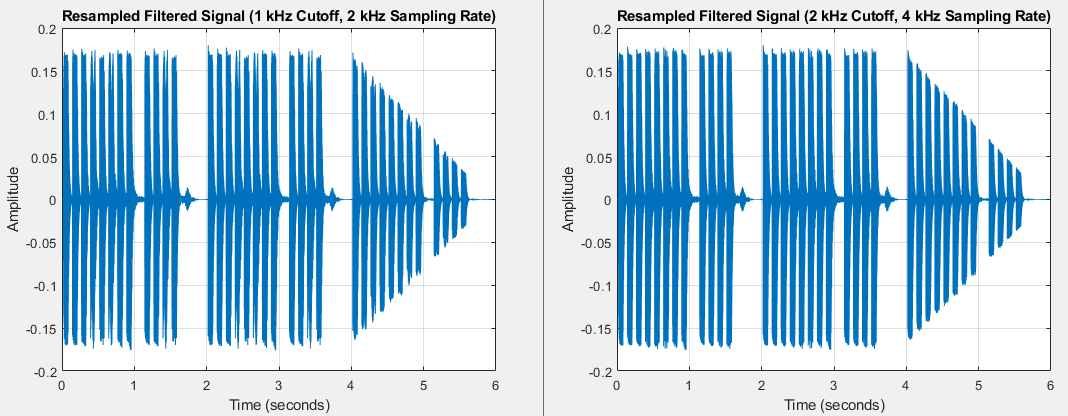 Resampled Filtered Signal (1 kHz Cutoff, 2 kHz Sampling Rate)
0.2
0.15
0.1
0.05
0
-0.05
-0.1
-0.15
-0.2
Amplitude
0 1 2 3 4 5 6
Time (seconds)
Resampled Filtered Signal (2 kHz Cutoff, 4 kHz Sampling Rate)
0.2
0.15
0.1
0.05
0
-0.05
-0.1
-0.15
-0.2
Amplitude
0 1 2 3 4 5 6
Time (seconds)